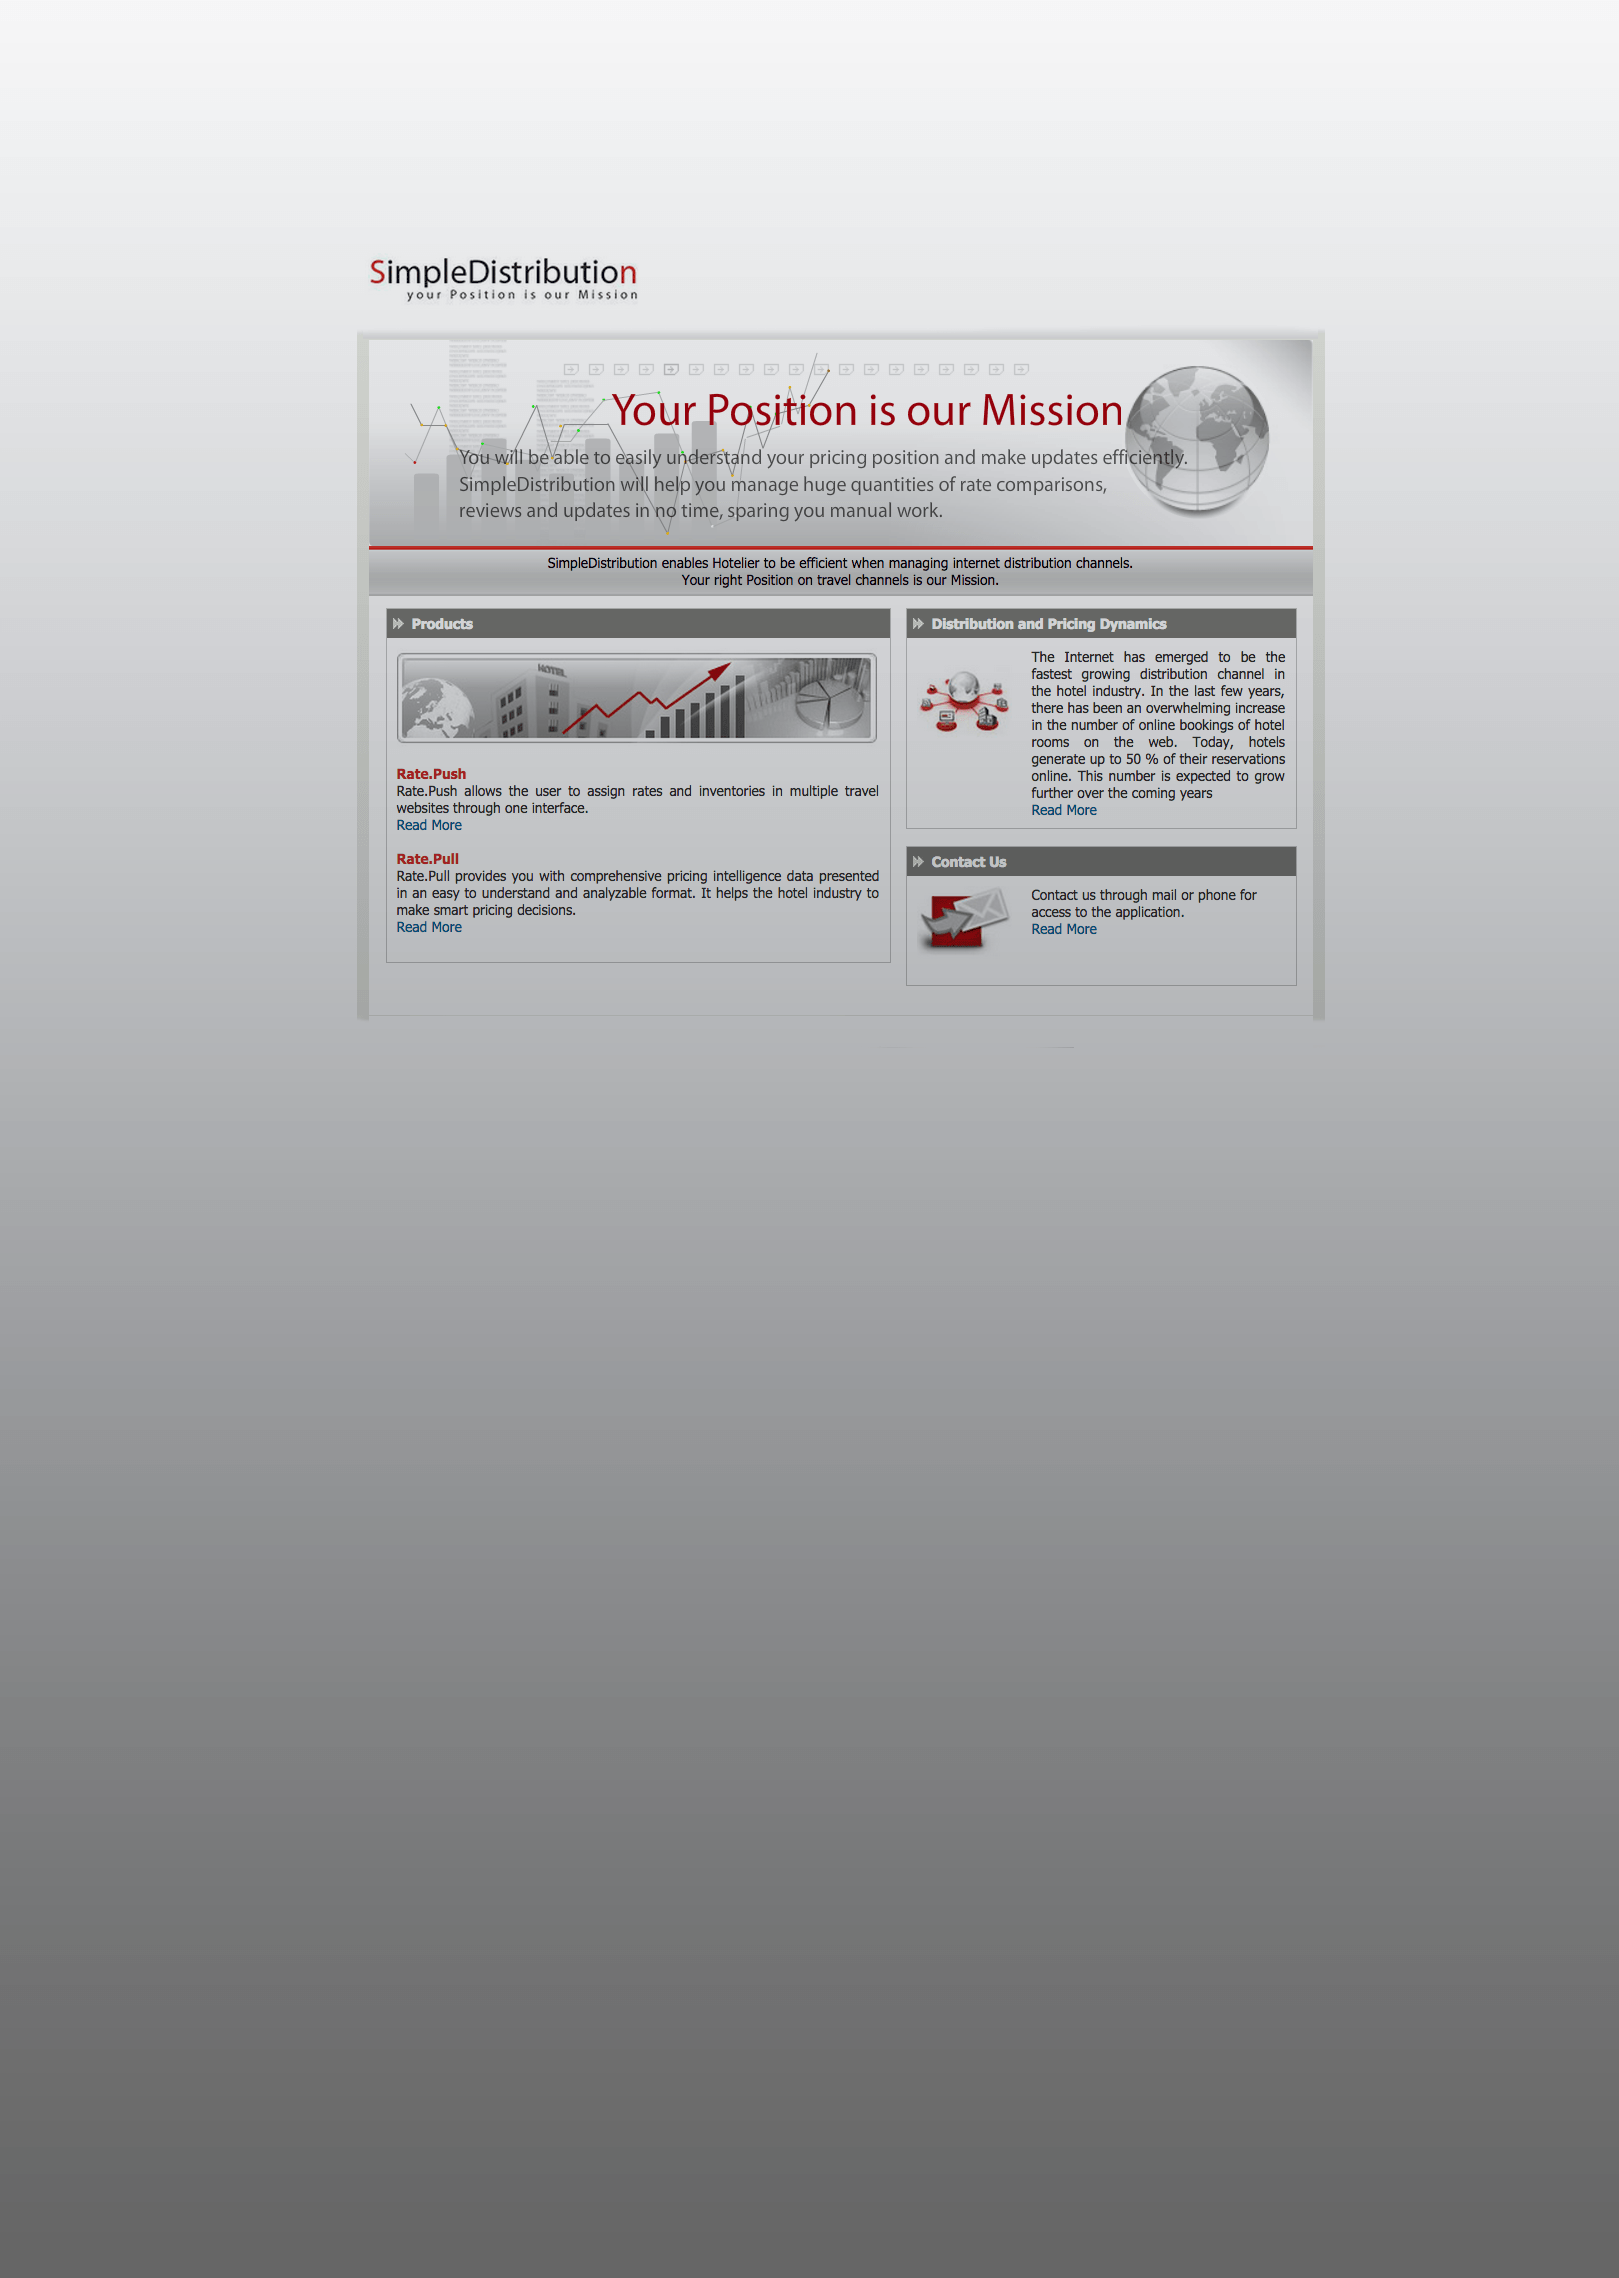 SimpleDistribution
your Position is our Mission
Your Position is our Mission
You will be able to easily understand your pricing position and make updates efficiently.
SimpleDistribution will help you manage huge quantities of rate comparisons,
reviews and updates in no time, sparing you manual work.
SimpleDistribution enables Hotelier to be efficient when managing internet distribution channels.
Your right Position on travel channels is our Mission.
Products
HOTEL
Rate.Push
Rate.Push allows the user to assign rates and inventories in multiple travel
websites through one interface.
Read More
Rate.Pull
Rate.Pull provides you with comprehensive pricing intelligence data presented
in an easy to understand and analyzable format. It helps the hotel industry to
make smart pricing decisions.
Read More
Distribution and Pricing Dynamics
The Internet has emerged to be the
fastest growing distribution channel in
the hotel industry. In the last few years,
there has been an overwhelming increase
in the number of online bookings of hotel
rooms on the web. Today, hotels
generate up to 50 % of their reservations
online. This number is expected to grow
further over the coming years
Read More
Contact Us
Contact us through mail or phone for
access to the application.
Read More